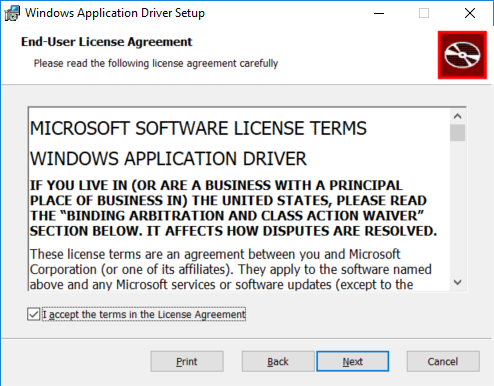 Windows Application Driver Setup
End-User License Agreement
Please read the following license agreement carefully
MICROSOFT SOFTWARE LICENSE TERMS
WINDOWS APPLICATION DRIVER
IF YOU LIVE IN (OR ARE A BUSINESS WITH A PRINCIPAL
PLACE OF BUSINESS IN) THE UNITED STATES, PLEASE READ
THE “BINDING ARBITRATION AND CLASS ACTION WAIVER”
SECTION BELOW. IT AFFECTS HOW DISPUTES ARE RESOLVED.
These license terms are an agreement between you and Microsoft
Corporation (or one of its affiliates). They apply to the software named
above and any Microsoft services or software updates (except to the
I accept the terms in the License Agreement
Print Back Next Cancel